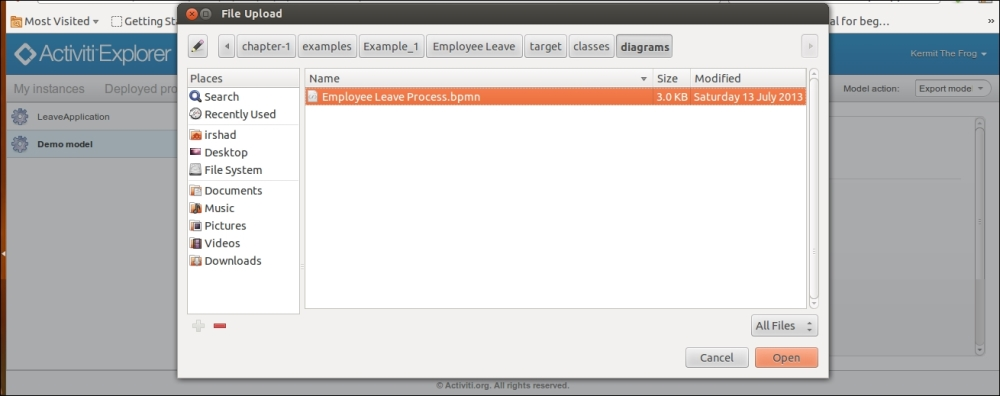 File Upload
Most Visited
Getting Sta
al for beg…
»
chapter-1
examples
Example_1
Employee Leave
target
classes
diagrams
Activiti Explorer
Kermit The Frog
My instances
Deployed pro
Model action:
Export mode
LeaveApplication
Demo model
Places
Search
Recently Used
irshad
Desktop
File System
Documents
Music
Pictures
Videos
Downloads
Name
Size
Modified
Employee Leave Process.bpmn
3.0 KB
Saturday 13 July 2013
All Files
Cancel
Open
© Activiti.org. All rights reserved.